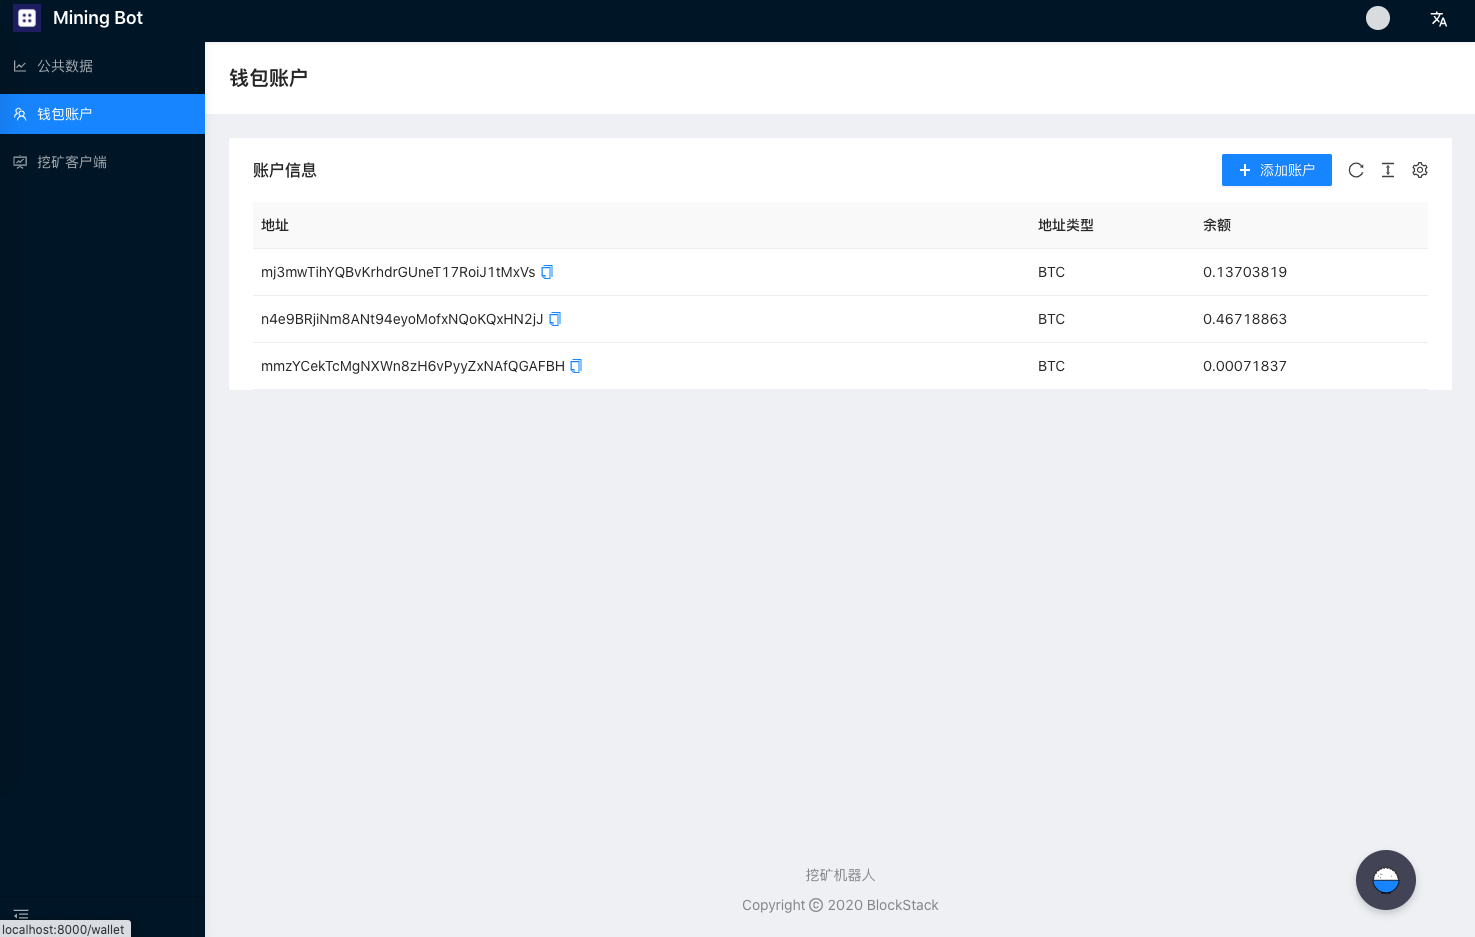 Mining Bot
公共数据
钱包账户
挖矿客户端
钱包账户
账户信息
添加账户
地址 地址类型 余额
mj3mwTihYQBvKrhdrGUneT17RoiJ1tMxVs BTC 0.13703819
n4e9BRjiNm8ANt94eyoMofxNQoKQxHN2jJ BTC 0.46718863
mmzYCekTcMgNXWn8zH6vPyyZxNAfQGAFBH BTC 0.00071837
挖矿机器人
Copyright © 2020 BlockStack
localhost:8000/wallet